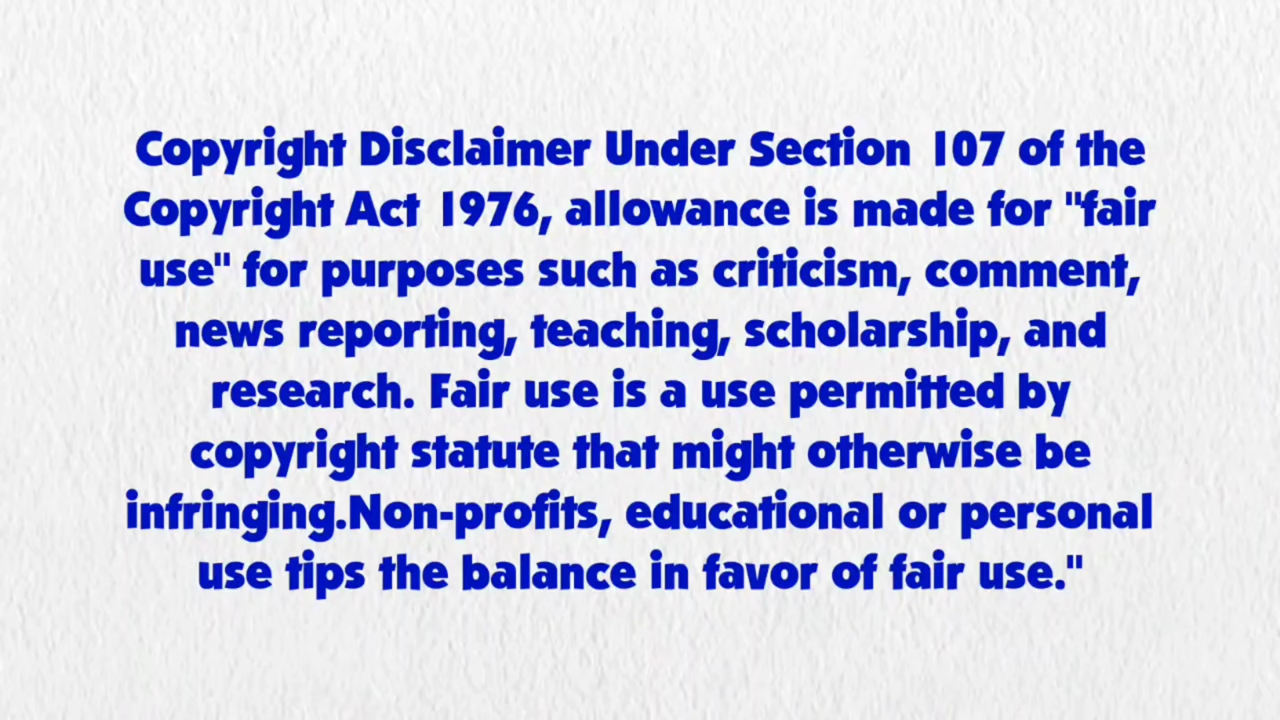 Copyright Disclaimer Under Section 107 of the
Copyright Act 1976, allowance is made for "fair
use" for purposes such as criticism, comment,
news reporting, teaching, scholarship, and
research. Fair use is a use permitted by
copyright statute that might otherwise be
infringing.Non-profits, educational or personal
use tips the balance in favor of fair use."